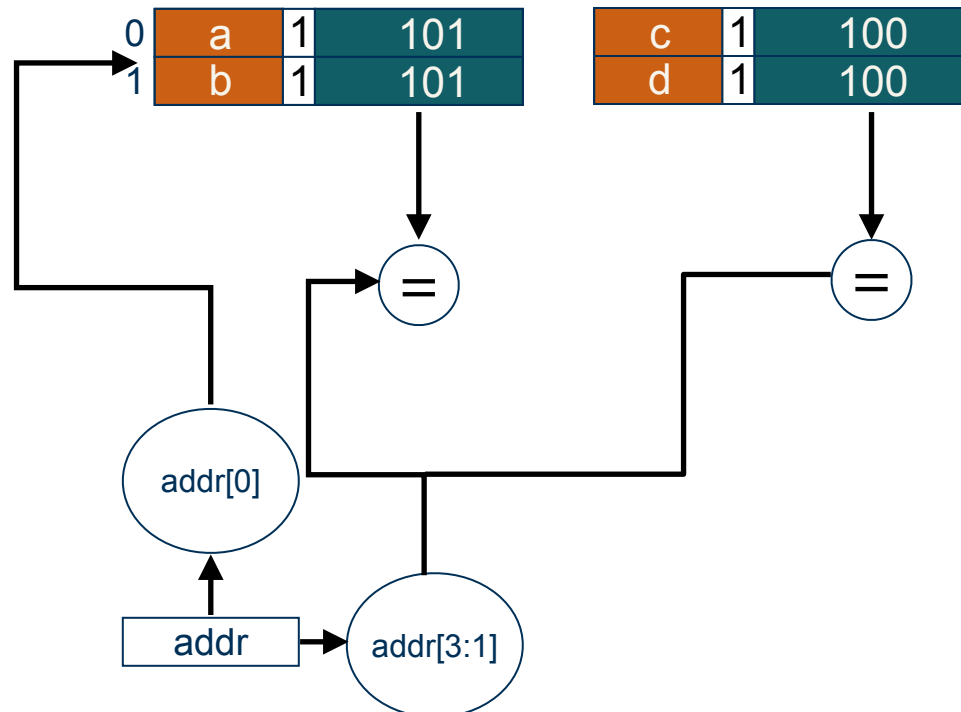 0 a 1 101 c 1 100
1 b 1 101 d 1 100
= =
addr[0]
addr addr[3:1]